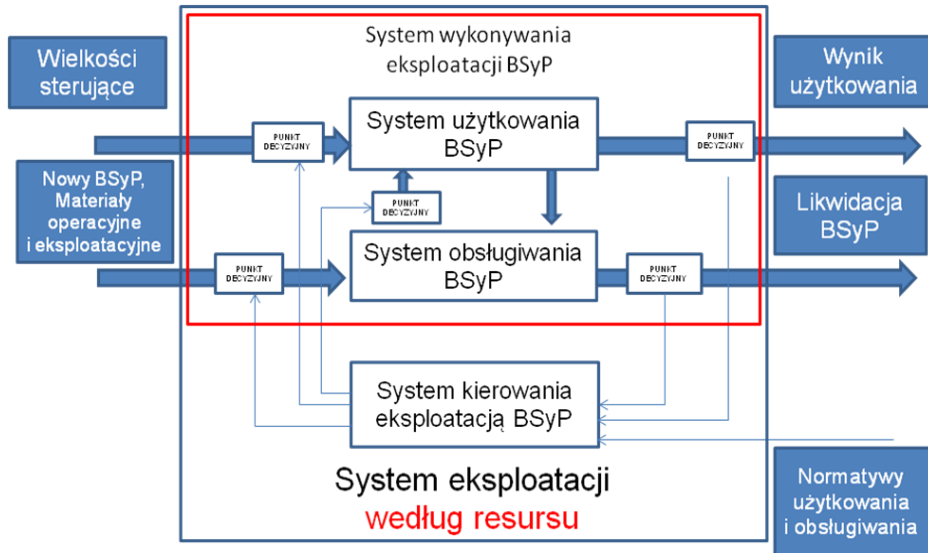 System wykonywania
eksploatacji BSyP
Wielkości
sterujące
Wynik
użytkowania
PUNKT
DECYZYJNY
System użytkowania
BSyP
PUNKT
DECYZYJNY
Nowy BSyP,
Materiały
operacyjne
i eksploatacyjne
PUNKT
DECYZYJNY
Likwidacja
BSyP
PUNKT
DECYZYJNY
System obsługiwania
BSyP
PUNKT
DECYZYJNY
System kierowania
eksploatacją BSyP
System eksploatacji
według resursu
Normatywy
użytkowania
i obsługiwania